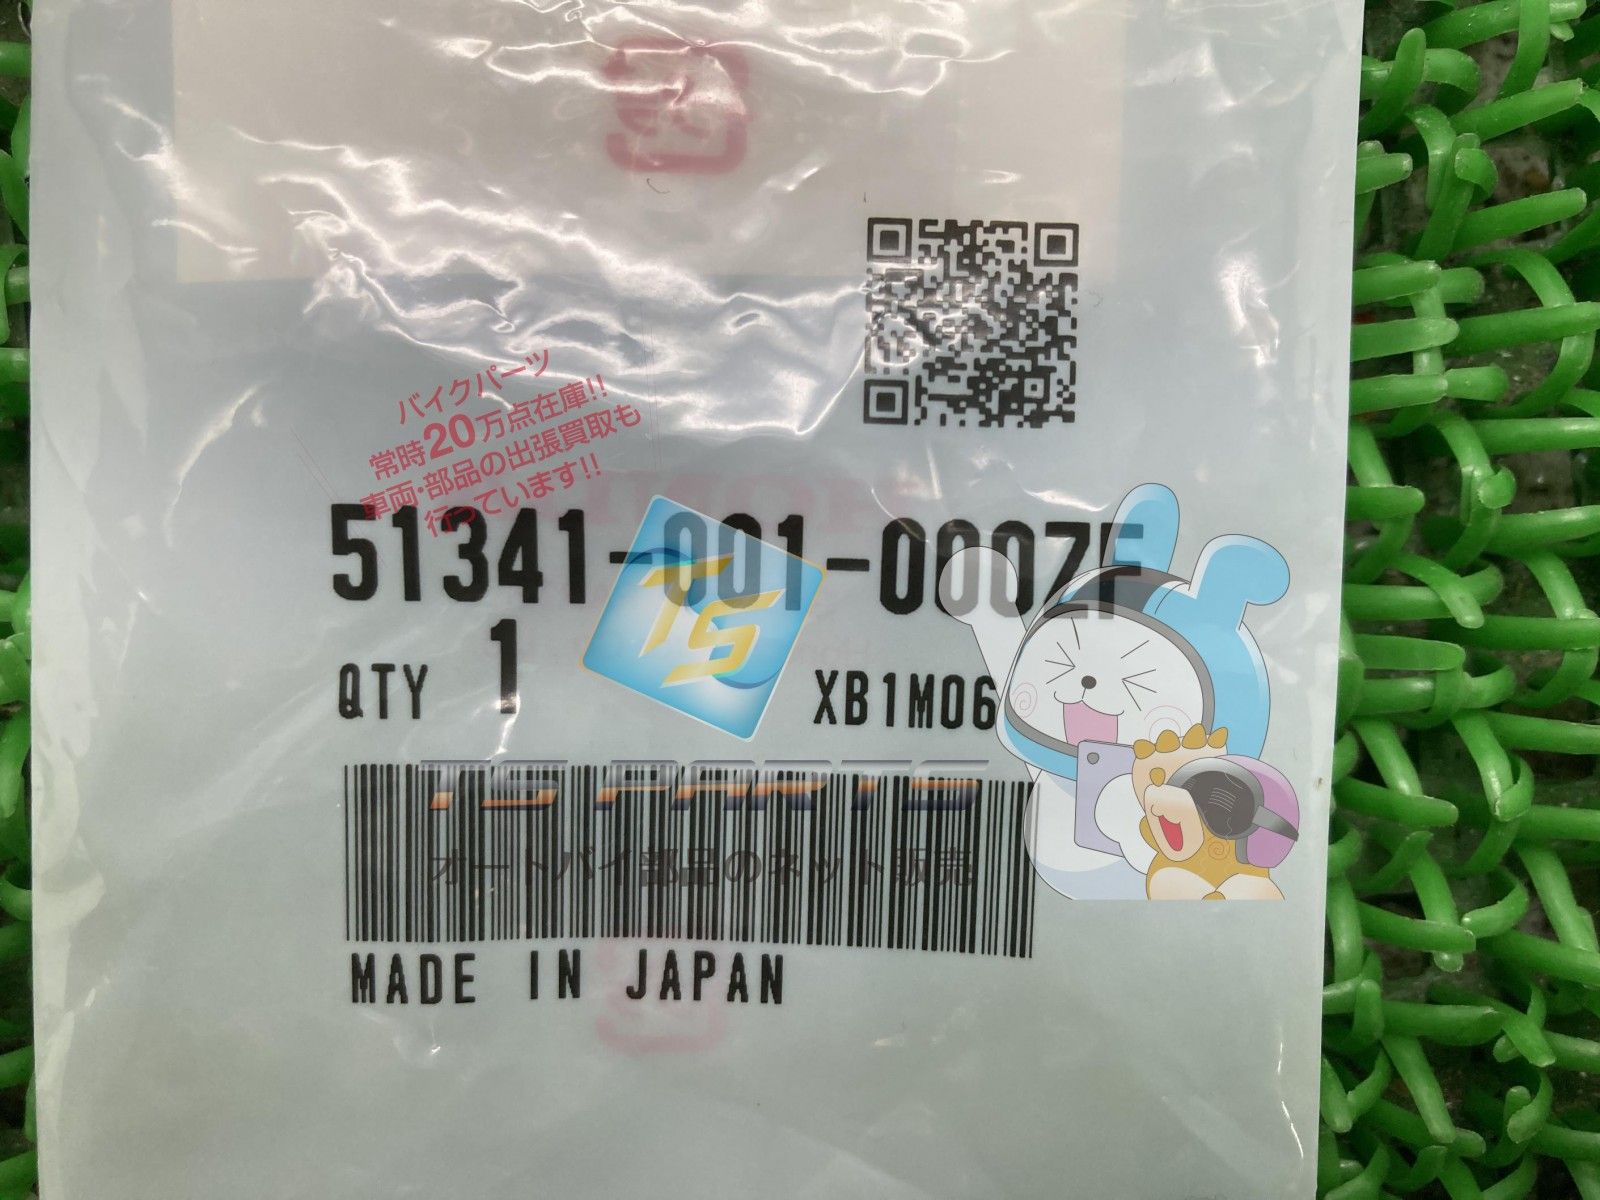 バイクパーツ
常時20万点在庫!!
車両・部品の出張買取も
行っています!!
51341-001-000ZF
TS
QTY 1 XB1M06
TS PARTS
オートバイ部品のネット販売
MADE IN JAPAN